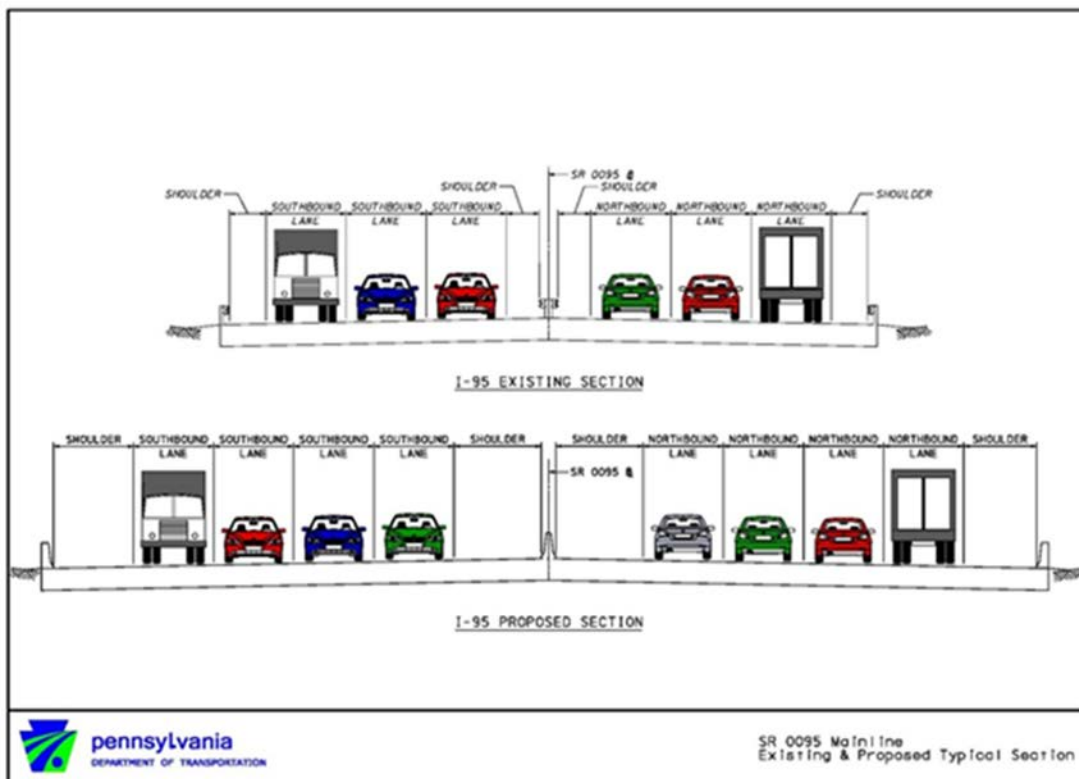 SR 0095 ℄
SHOULDER SHOULDER SHOULDER SHOULDER
SOUTHBOUND SOUTHBOUND SOUTHBOUND NORTHBOUND NORTHBOUND NORTHBOUND
LANE LANE LANE LANE LANE LANE
I-95 EXISTING SECTION
SHOULDER SOUTHBOUND SOUTHBOUND SOUTHBOUND SOUTHBOUND SHOULDER SHOULDER NORTHBOUND NORTHBOUND NORTHBOUND NORTHBOUND SHOULDER
LANE LANE LANE LANE LANE LANE LANE LANE
SR 0095 ℄
I-95 PROPOSED SECTION
pennsylvania
DEPARTMENT OF TRANSPORTATION
SR 0095 Mainline
Existing & Proposed Typical Section